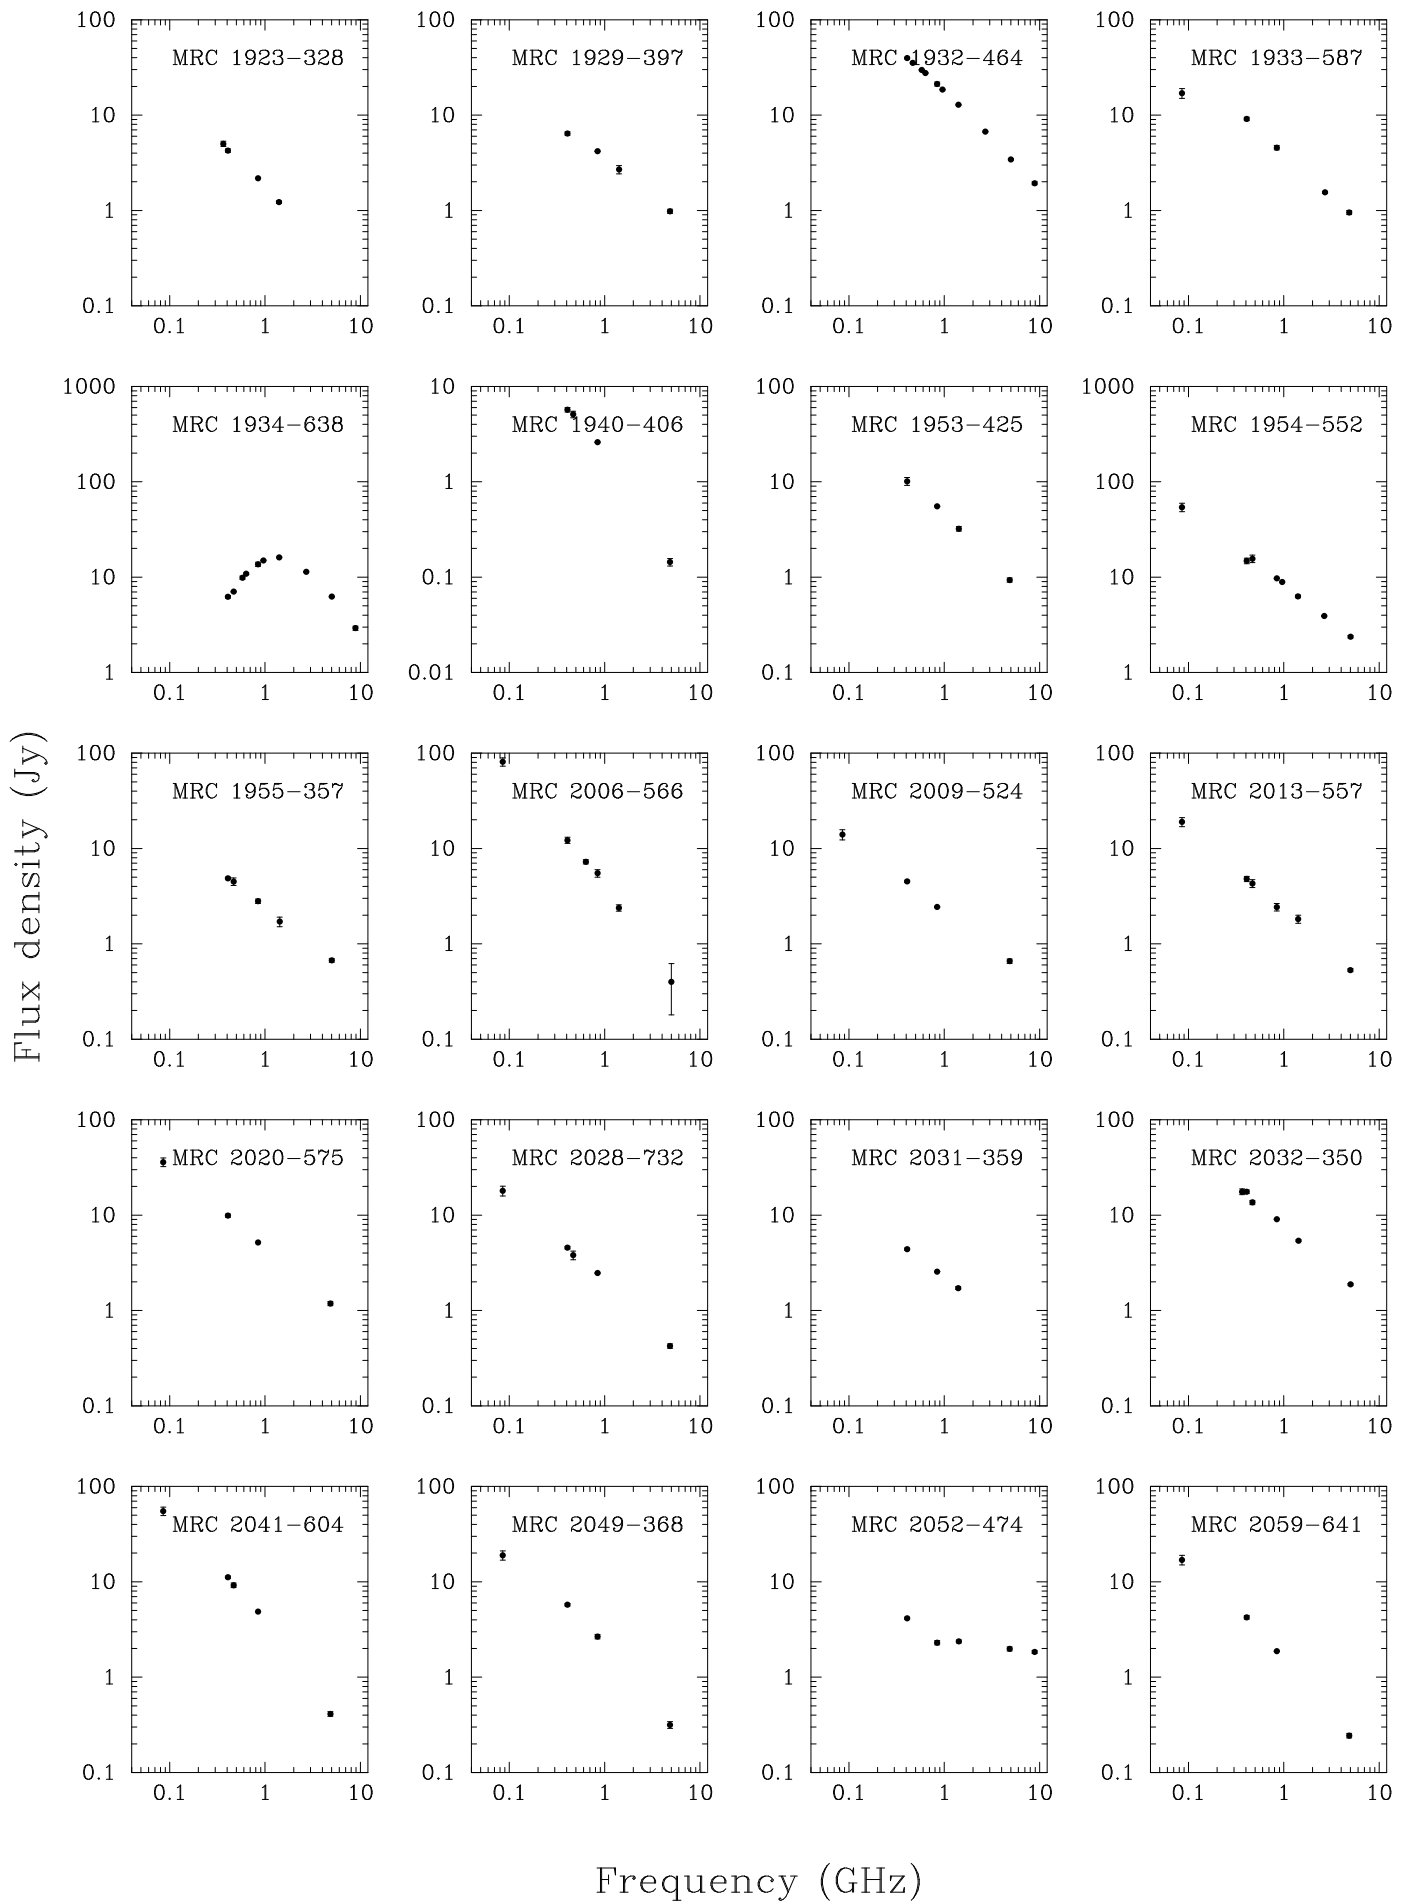 100
10
1
0.1
MRC 1923−328
0.1 1 10
100
10
1
0.1
MRC 1929−397
0.1 1 10
100
10
1
0.1
MRC 1932−464
0.1 1 10
100
10
1
0.1
MRC 1933−587
0.1 1 10
1000
100
10
1
MRC 1934−638
0.1 1 10
10
1
0.1
0.01
MRC 1940−406
0.1 1 10
100
10
1
0.1
MRC 1953−425
0.1 1 10
1000
100
10
1
MRC 1954−552
0.1 1 10
Flux density (Jy)
100
10
1
0.1
MRC 1955−357
0.1 1 10
100
10
1
0.1
MRC 2006−566
0.1 1 10
100
10
1
0.1
MRC 2009−524
0.1 1 10
100
10
1
0.1
MRC 2013−557
0.1 1 10
100
10
1
0.1
MRC 2020−575
0.1 1 10
100
10
1
0.1
MRC 2028−732
0.1 1 10
100
10
1
0.1
MRC 2031−359
0.1 1 10
100
10
1
0.1
MRC 2032−350
0.1 1 10
100
10
1
0.1
MRC 2041−604
0.1 1 10
100
10
1
0.1
MRC 2049−368
0.1 1 10
100
10
1
0.1
MRC 2052−474
0.1 1 10
100
10
1
0.1
MRC 2059−641
0.1 1 10
Frequency (GHz)